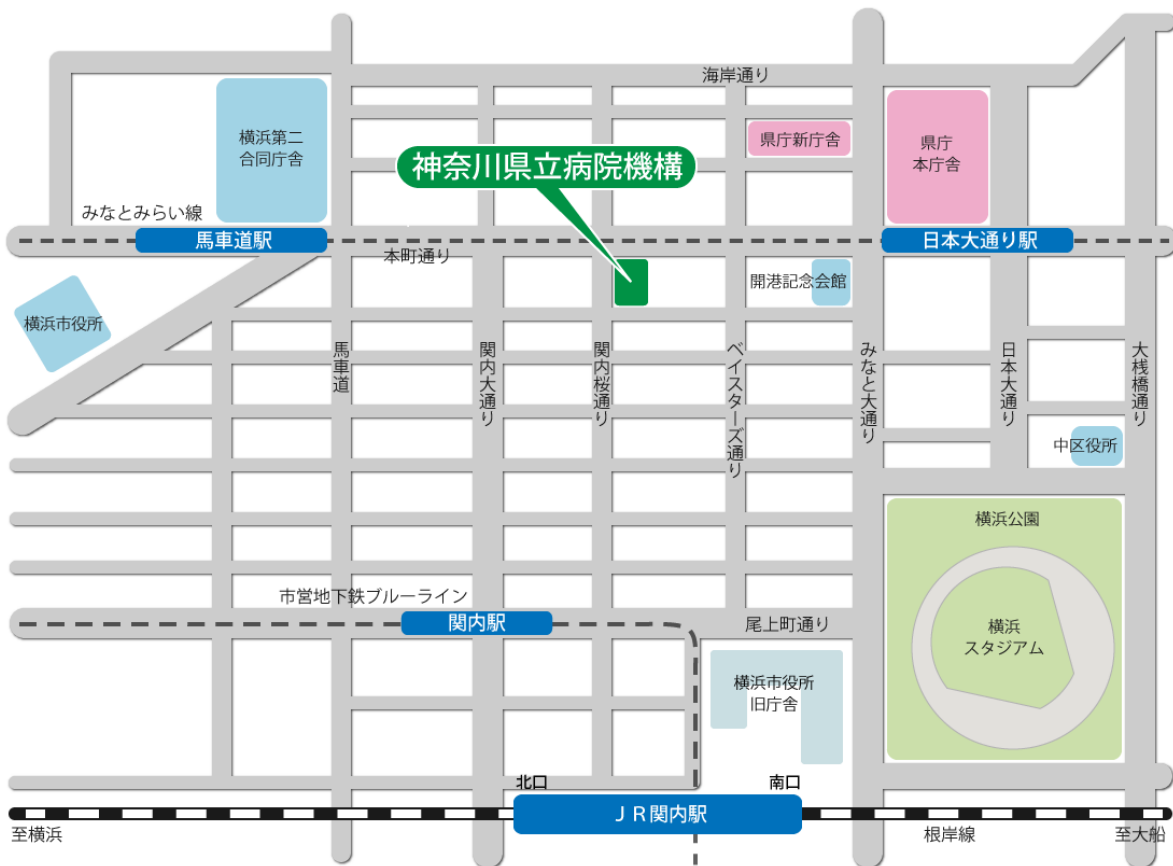 海岸通り
横浜第二
合同庁舎
県庁新庁舎
県庁
本庁舎
神奈川県立病院機構
みなとみらい線
馬車道駅
日本大通り駅
本町通り
開港記念会館
横浜市役所
馬車道
関内大通り
関内桜通り
ベイスターズ通り
みなと大通り
日本大通り
大桟橋通り
中区役所
横浜公園
市営地下鉄ブルーライン
関内駅
尾上町通り
横浜
スタジアム
横浜市役所
旧庁舎
北口
南口
ＪＲ関内駅
至横浜
根岸線
至大船